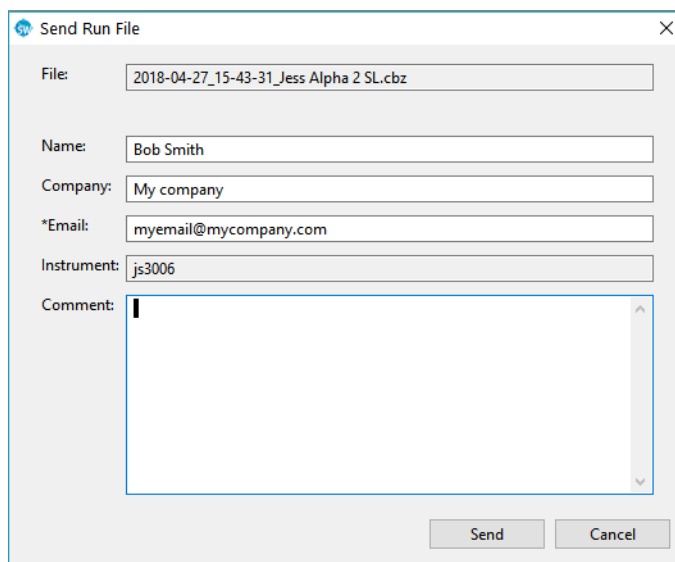 SW Send Run File
File: 2018-04-27_15-43-31_Jess Alpha 2 SL.cbz
Name: Bob Smith
Company: My company
*Email: myemail@mycompany.com
Instrument: js3006
Comment:
Send Cancel